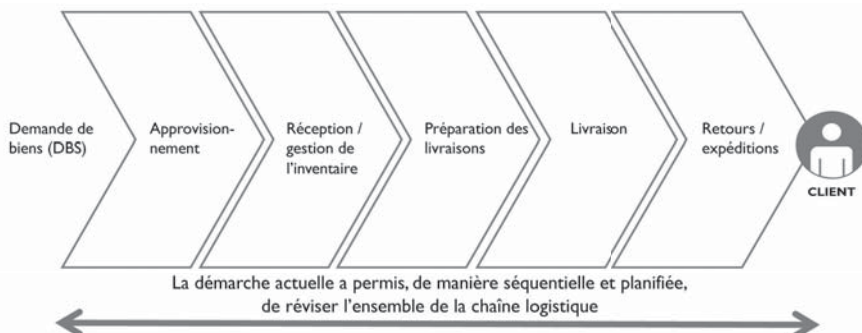 Demande de
biens (DBS)
Approvision-
nement
Réception /
gestion de
l'inventaire
Préparation des
livraisons
Livraison
Retours /
expéditions
CLIENT
La démarche actuelle a permis, de manière séquentielle et planifiée,
de réviser l'ensemble de la chaîne logistique